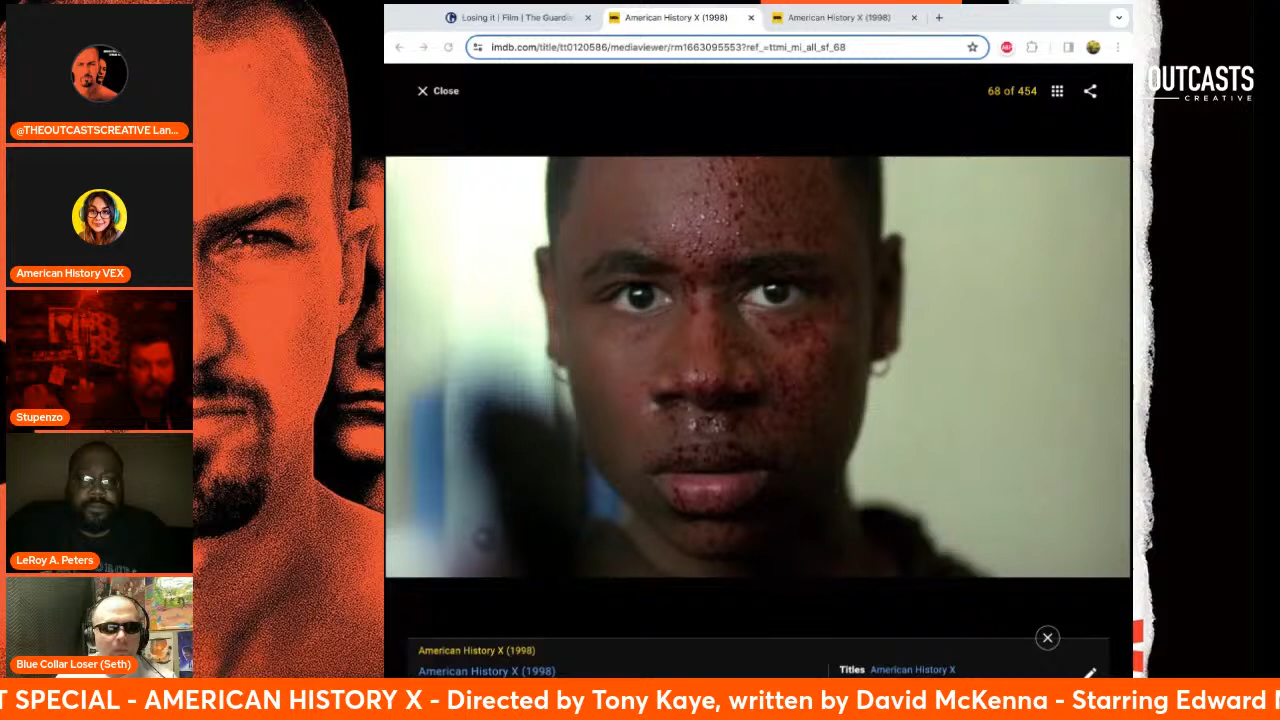 Losing it | Film | The Guardia
American History X (1998)
American History X (1998)
imdb.com/title/tt0120586/mediaviewer/rm1663095553?ref_=ttmi_mi_all_sf_68
Close
68 of 454
OUTCASTS
CREATIVE
@THEOUTCASTSCREATIVE Lan...
American History VEX
Stupenzo
LeRoy A. Peters
Blue Collar Loser (Seth)
American History X (1998)
American History X (1998)
Titles American History X
T SPECIAL - AMERICAN HISTORY X - Directed by Tony Kaye, written by David McKenna - Starring Edward